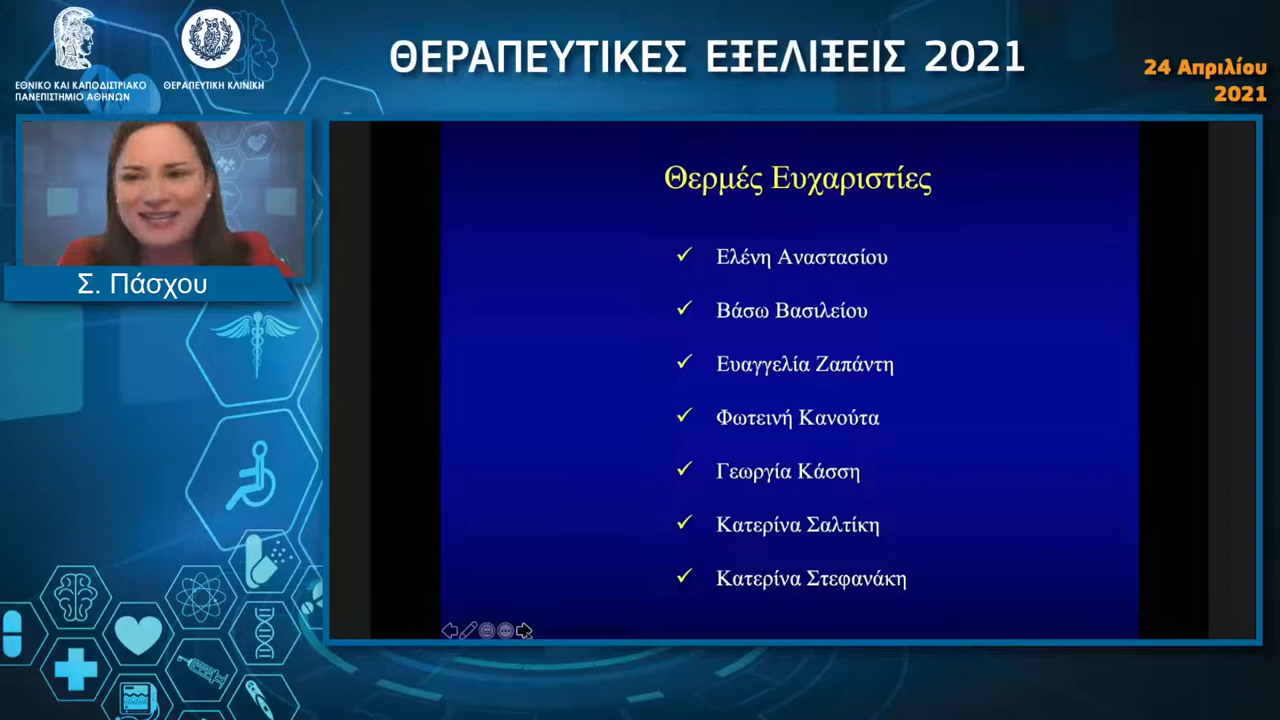 ΕΘΝΙΚΟ ΚΑΙ ΚΑΠΟΔΙΣΤΡΙΑΚΟ
ΠΑΝΕΠΙΣΤΗΜΙΟ ΑΘΗΝΩΝ
ΘΕΡΑΠΕΥΤΙΚΗ ΚΛΙΝΙΚΗ
ΘΕΡΑΠΕΥΤΙΚΕΣ ΕΞΕΛΙΞΕΙΣ 2021
24 Απριλίου
2021
Σ. Πάσχου
Θερμές Ευχαριστίες
✓ Ελένη Αναστασίου
✓ Βάσω Βασιλείου
✓ Ευαγγελία Ζαπάντη
✓ Φωτεινή Κανούτα
✓ Γεωργία Κάσση
✓ Κατερίνα Σαλτίκη
✓ Κατερίνα Στεφανάκη